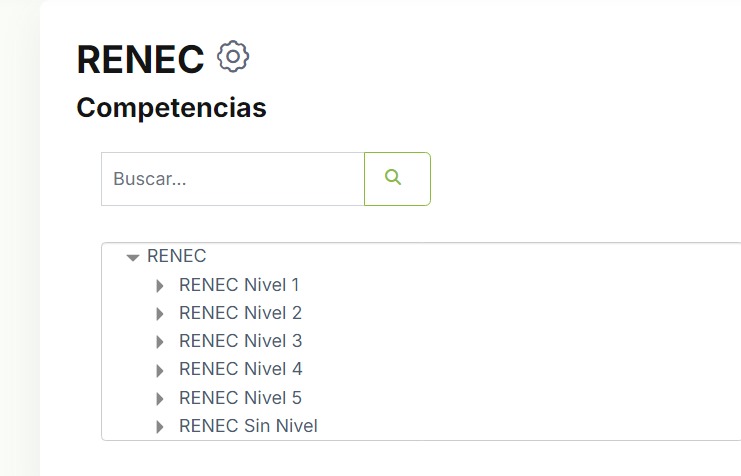 RENEC
Competencias
Buscar...
RENEC
RENEC Nivel 1
RENEC Nivel 2
RENEC Nivel 3
RENEC Nivel 4
RENEC Nivel 5
RENEC Sin Nivel